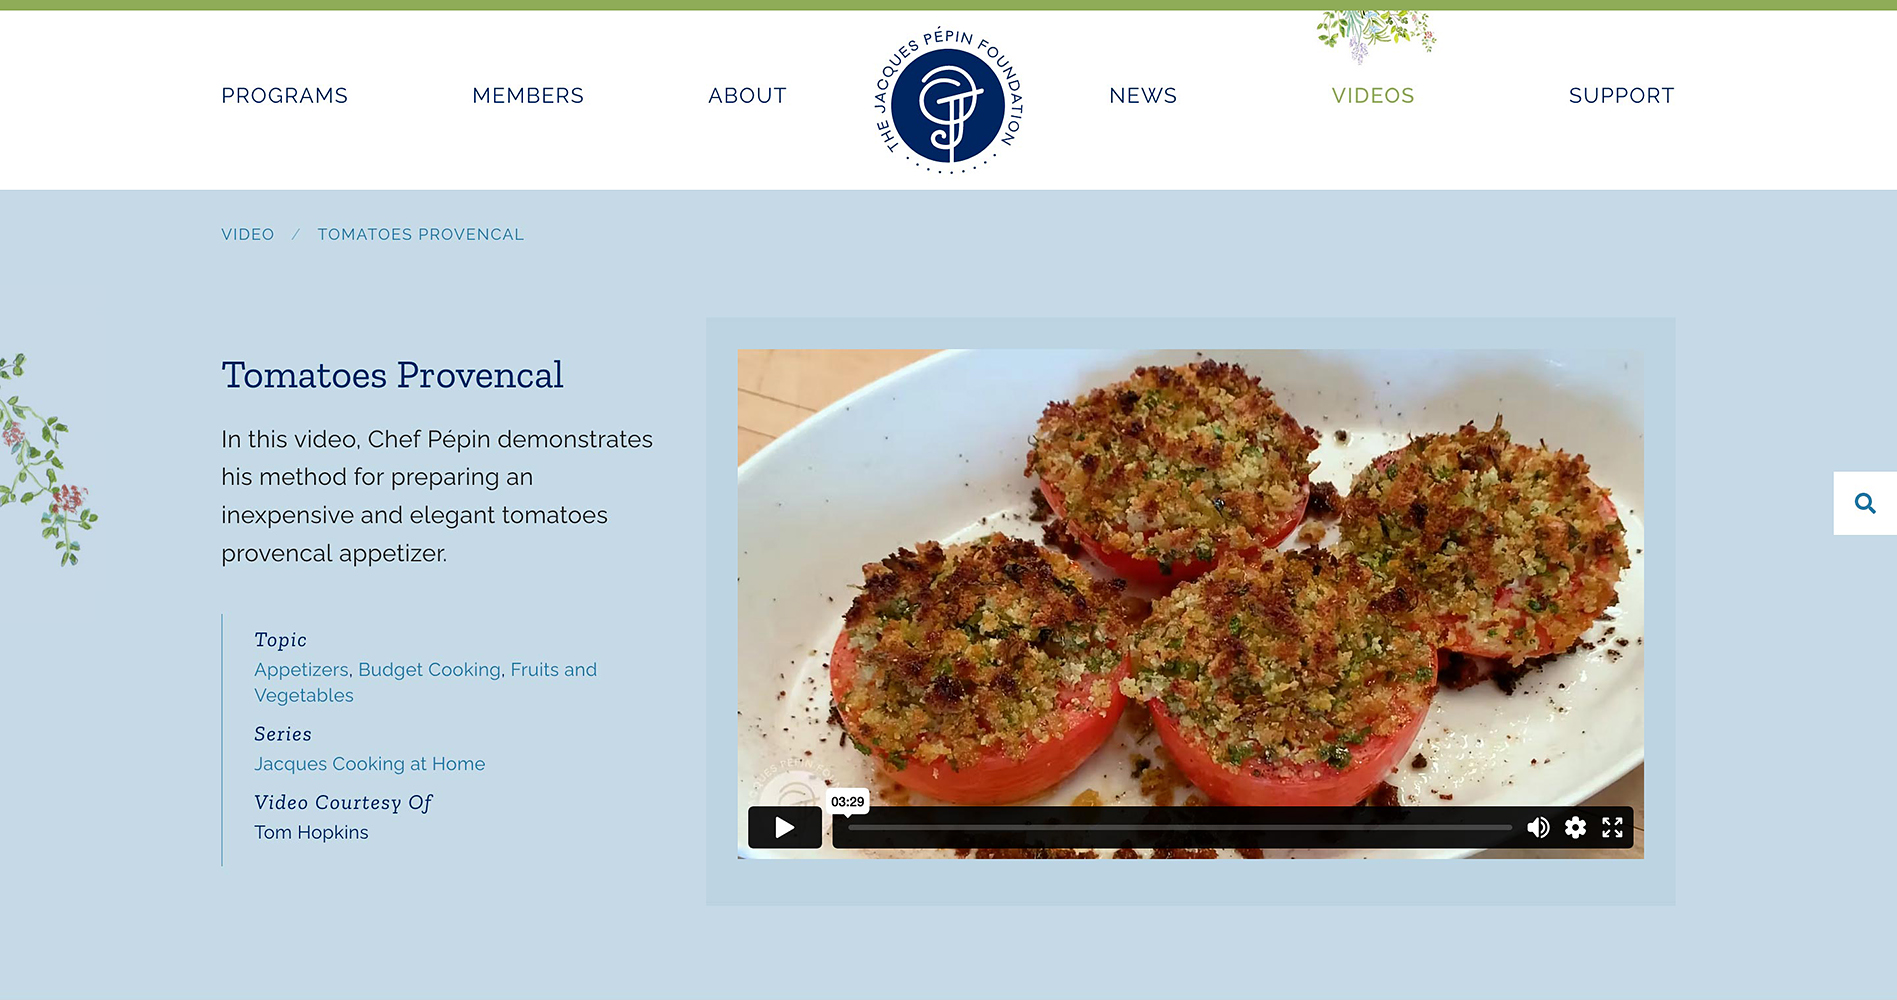 PROGRAMS
MEMBERS
ABOUT
THE JACQUES PÉPIN FOUNDATION
NEWS
VIDEOS
SUPPORT
VIDEO / TOMATOES PROVENCAL
Tomatoes Provencal
In this video, Chef Pépin demonstrates
his method for preparing an
inexpensive and elegant tomatoes
provencal appetizer.
Topic
Appetizers, Budget Cooking, Fruits and
Vegetables
Series
Jacques Cooking at Home
Video Courtesy Of
Tom Hopkins
03:29